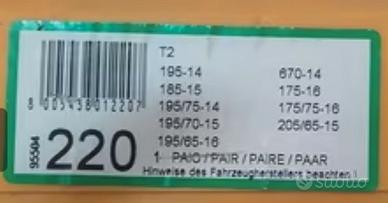 T2
195-14 670-14
185-15 175-16
195/75-14 175/75-16
195/70-15 205/65-15
195/65-16
8 005438 012207
95504
220
1 PAIO / PAIR / PAIRE / PAAR
Hinweise des Fahrzeugherstellers beachten !
subito